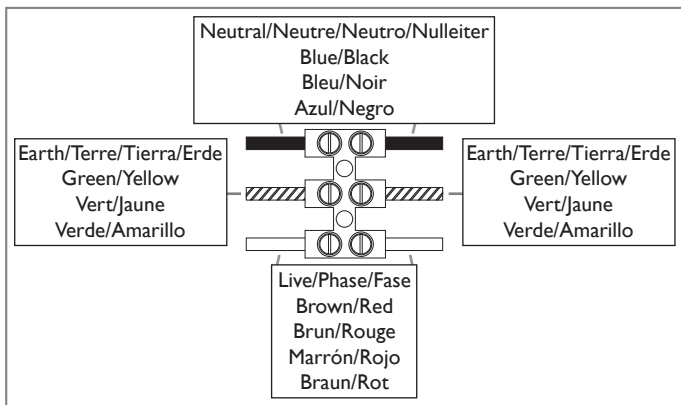 Neutral/Neutre/Neutro/Nulleiter
Blue/Black
Bleu/Noir
Azul/Negro
Earth/Terre/Tierra/Erde
Green/Yellow
Vert/Jaune
Verde/Amarillo
Earth/Terre/Tierra/Erde
Green/Yellow
Vert/Jaune
Verde/Amarillo
Live/Phase/Fase
Brown/Red
Brun/Rouge
Marrón/Rojo
Braun/Rot